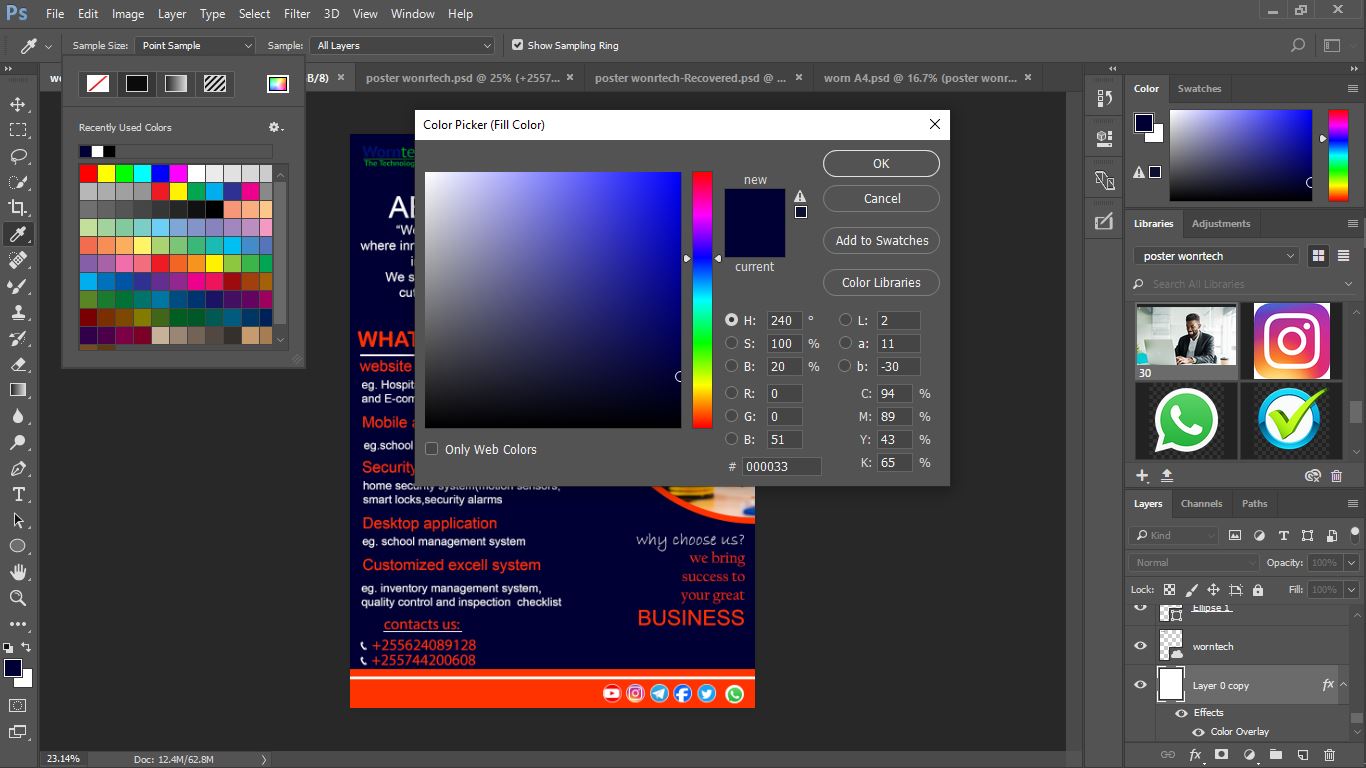 Ps File Edit Image Layer Type Select Filter 3D View Window Help
Sample Size: Point Sample Sample: All Layers Show Sampling Ring
B/8) × poster wonrtech.psd @ 25% (+2557... × poster wonrtech-Recovered.psd @ ... × worn A4.psd @ 16.7% (poster wonr... ×
Recently Used Colors
Color Picker (Fill Color)
OK
Cancel
Add to Swatches
Color Libraries
new
current
H: 240 °
S: 100 %
B: 20 %
R: 0
G: 0
B: 51
# 000033
L: 2
a: 11
b: -30
C: 94 %
M: 89 %
Y: 43 %
K: 65 %
Only Web Colors
The Technolog
where inn
We s
WHAT
website
eg. Hospit
and E-com
Mobile a
eg.school
Security
home security system(motion sensors,
smart locks,security alarms
Desktop application
eg. school management system
Customized excell system
eg. inventory management system,
quality control and inspection checklist
contacts us:
+255624089128
+255744200608
why choose us?
we bring
success to
your great
BUSINESS
Color Swatches
Libraries Adjustments
poster wonrtech
Search All Libraries
30
Layers Channels Paths
Kind
Normal Opacity: 100%
Lock: Fill: 100%
Ellipse 1
worntech
Layer 0 copy fx
Effects
Color Overlay
fx
23.14% Doc: 12.4M/62.8M